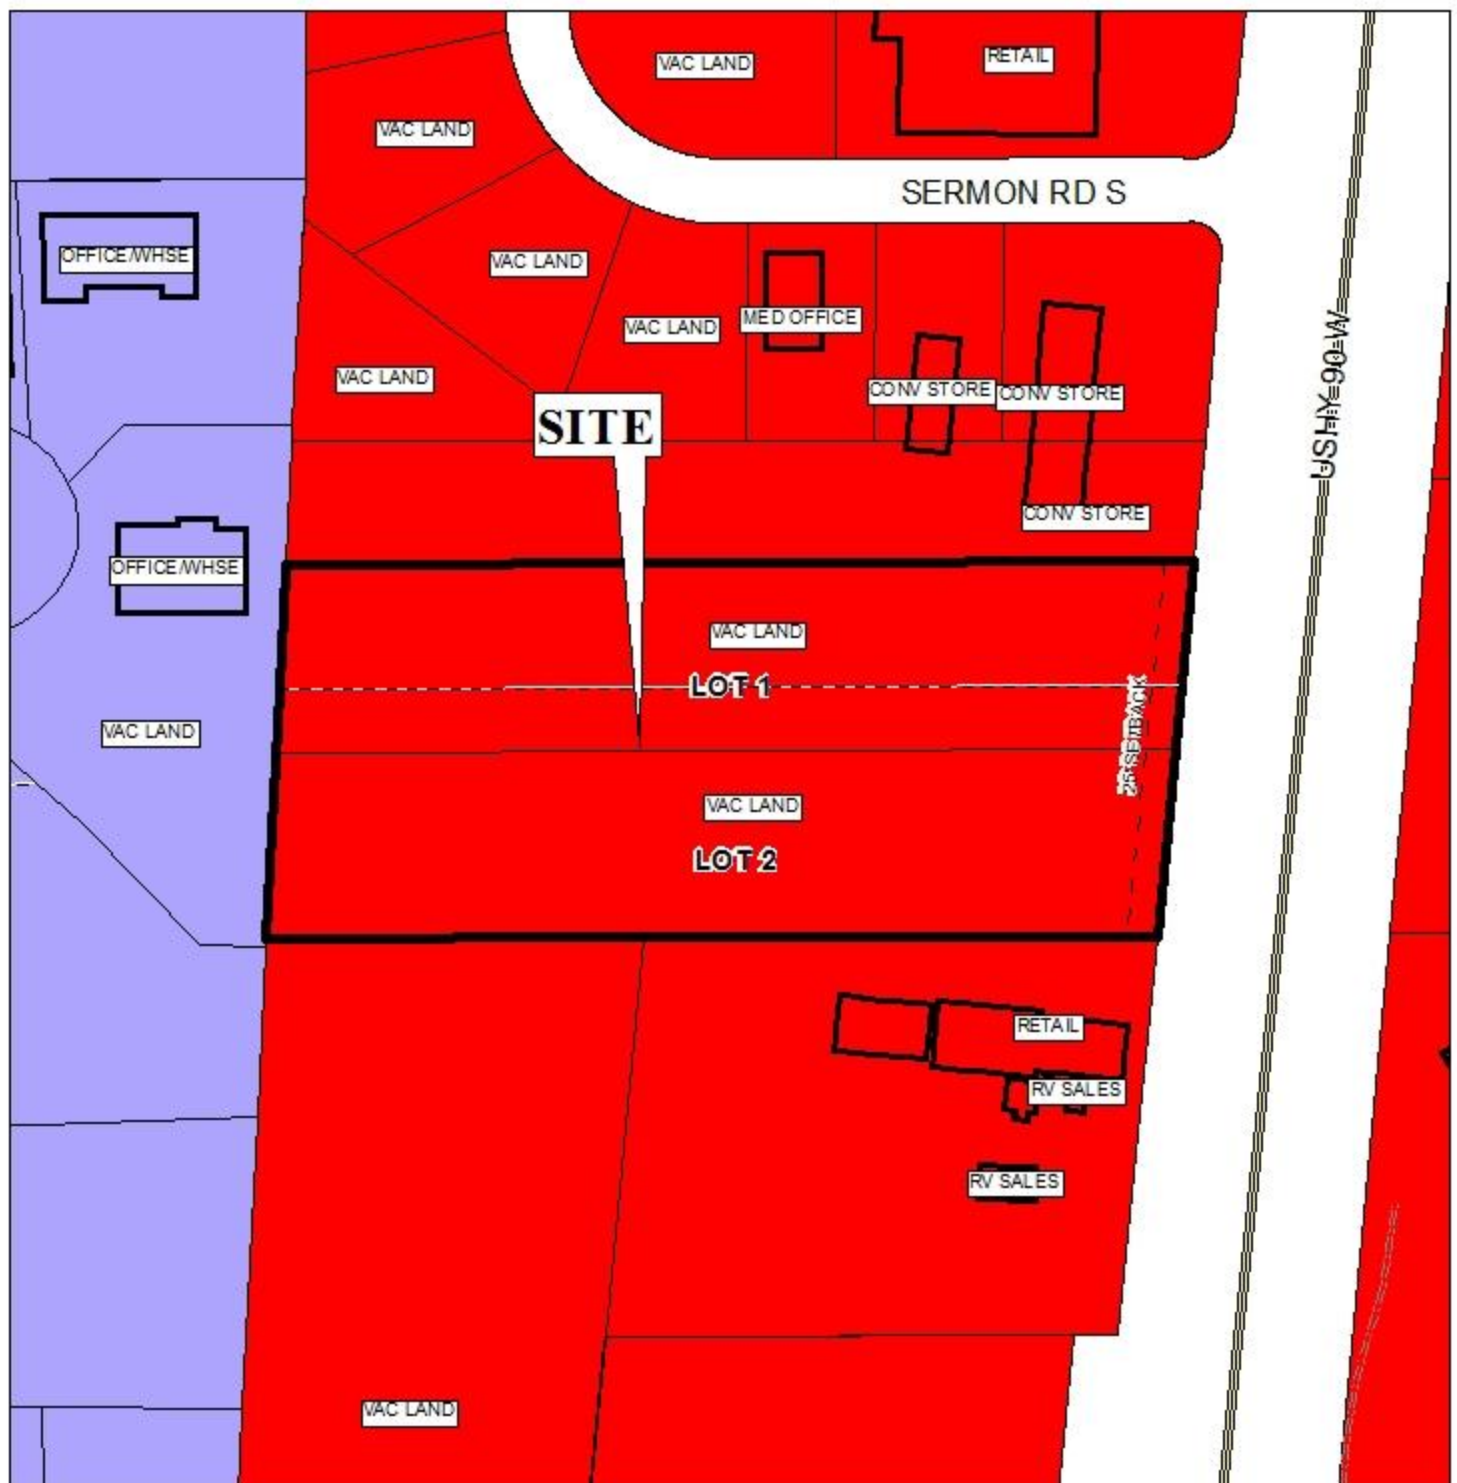 VAC LAND
RETAIL
VAC LAND
SERMON RD S
OFFICE/WHSE
VAC LAND
VAC LAND
MED OFFICE
VAC LAND
CONV STORE
CONV STORE
USHY 90 W
SITE
CONV STORE
OFFICE/WHSE
VAC LAND
LOT 1
VAC LAND
25' SETBACK
VAC LAND
LOT 2
RETAIL
RV SALES
RV SALES
VAC LAND